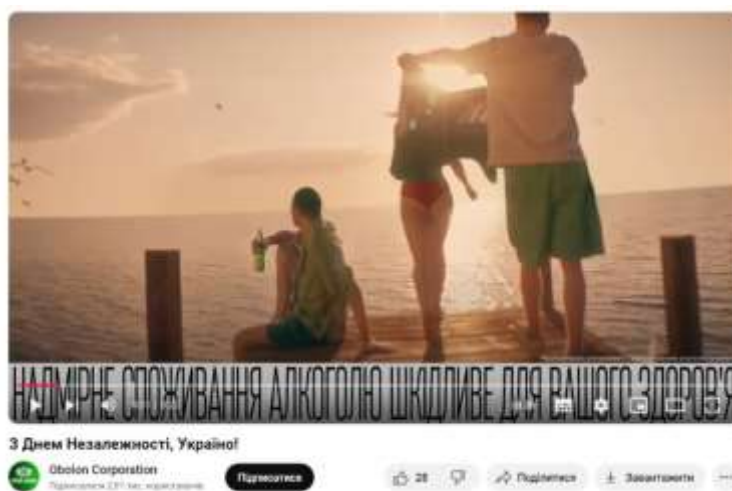 НАДМІРНЕ СПОЖИВАННЯ АЛКОГОЛЮ ШКІДЛИВЕ ДЛЯ ВАШОГО ЗДОРОВ'Я
З Днем Незалежності, Україно!
Obolon Corporation
Підписатися
28
Поділитися
Завантажити